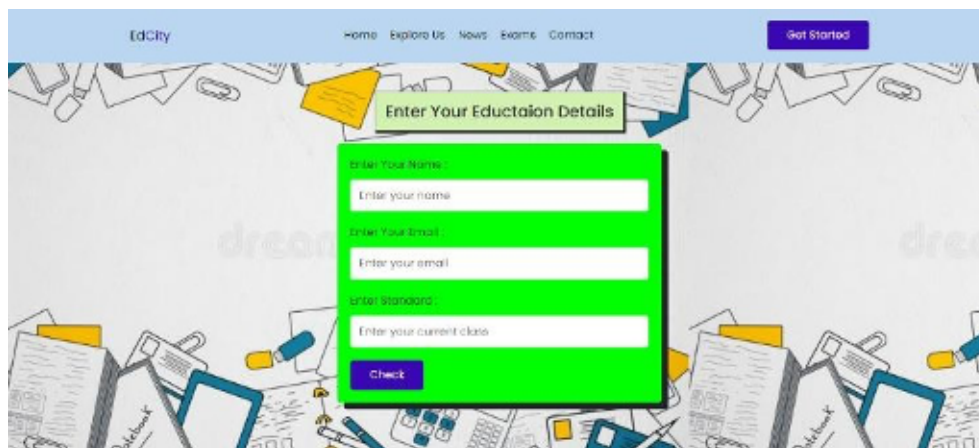 EdCity
Home Explore Us News Exams Contact
Get Started
Enter Your Eductaion Details
Enter Your Name :
Enter your name
Enter Your Email :
Enter your email
Enter Standard :
Enter your current class
Check
Notebook